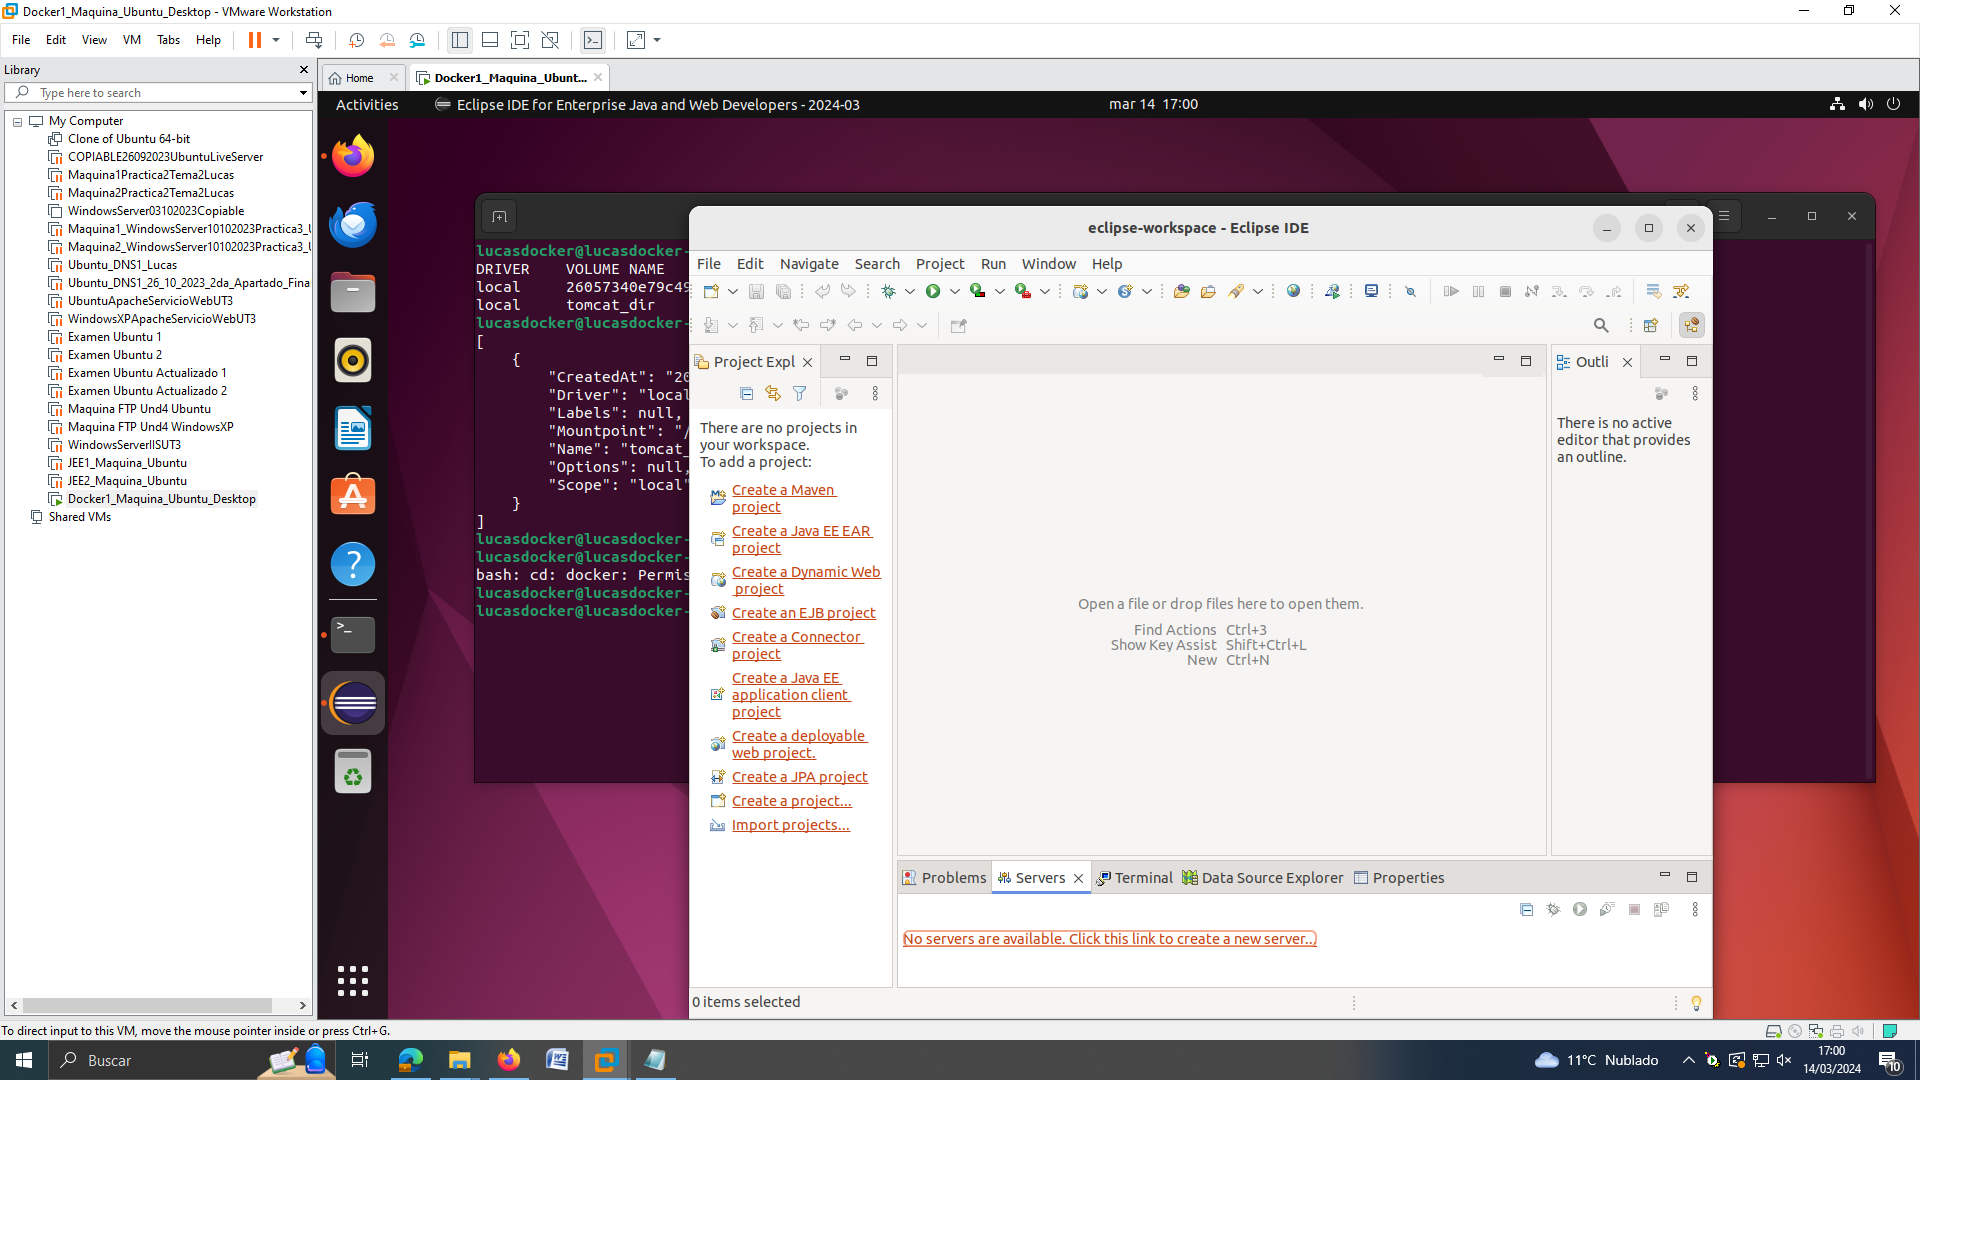 Docker1_Maquina_Ubuntu_Desktop - VMware Workstation
File Edit View VM Tabs Help
Library
Type here to search
My Computer
Clone of Ubuntu 64-bit
COPIABLE26092023UbuntuLiveServer
Maquina1Practica2Tema2Lucas
Maquina2Practica2Tema2Lucas
WindowsServer03102023Copiable
Maquina1_WindowsServer10102023Practica3_U
Maquina2_WindowsServer10102023Practica3_U
Ubuntu_DNS1_Lucas
Ubuntu_DNS1_26_10_2023_2da_Apartado_Fina
UbuntuApacheServicioWebUT3
WindowsXPApacheServicioWebUT3
Examen Ubuntu 1
Examen Ubuntu 2
Examen Ubuntu Actualizado 1
Examen Ubuntu Actualizado 2
Maquina FTP Und4 Ubuntu
Maquina FTP Und4 WindowsXP
WindowsServerIISUT3
JEE1_Maquina_Ubuntu
JEE2_Maquina_Ubuntu
Docker1_Maquina_Ubuntu_Desktop
Shared VMs
Home
Docker1_Maquina_Ubunt...
Activities
Eclipse IDE for Enterprise Java and Web Developers - 2024-03
mar 14 17:00
lucasdocker@lucasdocker-
DRIVER VOLUME NAME
local 26057340e79c49
local tomcat_dir
lucasdocker@lucasdocker-
[
{
"CreatedAt": "20
"Driver": "local
"Labels": null,
"Mountpoint": "/
"Name": "tomcat_
"Options": null,
"Scope": "local"
}
]
lucasdocker@lucasdocker-
lucasdocker@lucasdocker-
bash: cd: docker: Permis
lucasdocker@lucasdocker-
lucasdocker@lucasdocker-
eclipse-workspace - Eclipse IDE
File Edit Navigate Search Project Run Window Help
Project Expl
There are no projects in
your workspace.
To add a project:
Create a Maven
project
Create a Java EE EAR
project
Create a Dynamic Web
project
Create an EJB project
Create a Connector
project
Create a Java EE
application client
project
Create a deployable
web project.
Create a JPA project
Create a project...
Import projects...
Open a file or drop files here to open them.
Find Actions Ctrl+3
Show Key Assist Shift+Ctrl+L
New Ctrl+N
Outli
There is no active
editor that provides
an outline.
Problems Servers Terminal Data Source Explorer Properties
No servers are available. Click this link to create a new server...
0 items selected
To direct input to this VM, move the mouse pointer inside or press Ctrl+G.
Buscar
11°C Nublado
17:00
14/03/2024
10